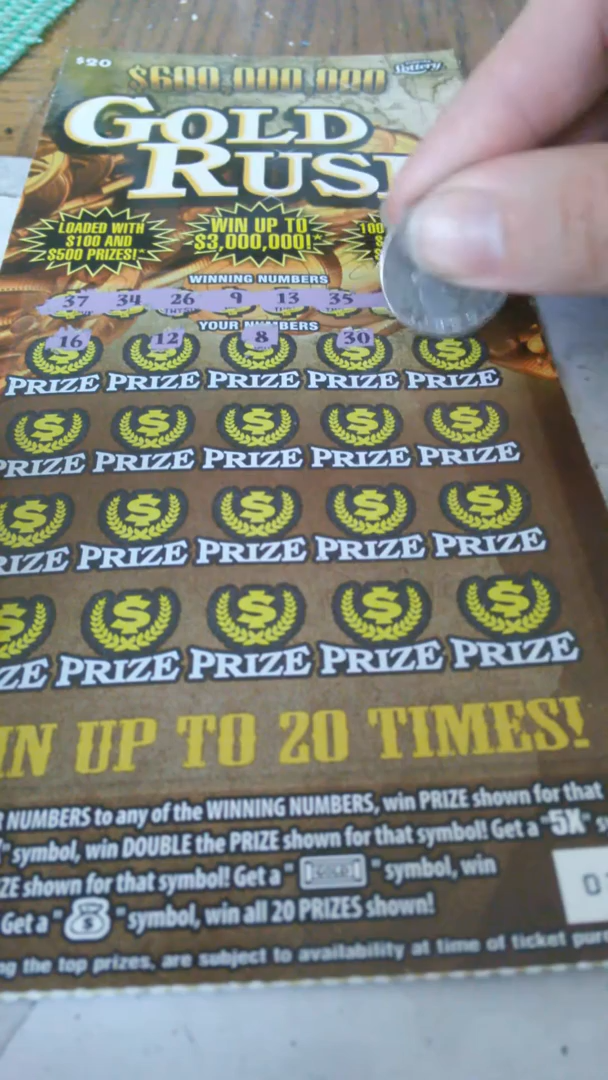 $20
$600,000,000
Lottery
GOLD
RUS
LOADED WITH
$100 AND
$500 PRIZES!
WIN UP TO
$3,000,000!*
100
WINNING NUMBERS
37 34 26 9 13 35
YOUR NUMBERS
16 12 8 30
PRIZE PRIZE PRIZE PRIZE PRIZE
PRIZE PRIZE PRIZE PRIZE PRIZE
RIZE PRIZE PRIZE PRIZE PRIZE
ZE PRIZE PRIZE PRIZE PRIZE
IN UP TO 20 TIMES!
NUMBERS to any of the WINNING NUMBERS, win PRIZE shown for that
" symbol, win DOUBLE the PRIZE shown for that symbol! Get a "5X" s
ZE shown for that symbol! Get a " GOLD " symbol, win
Get a " $ " symbol, win all 20 PRIZES shown!
ng the top prizes, are subject to availability at time of ticket pur